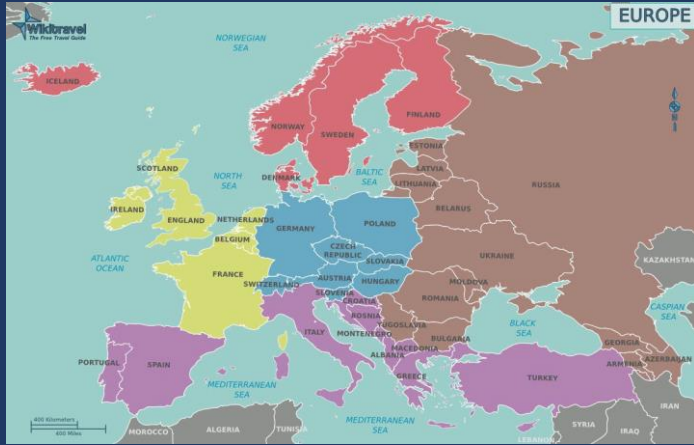 EUROPE
Wikitravel
The Free Travel Guide
NORWEGIAN
SEA
ICELAND
N
FINLAND
NORWAY
SWEDEN
ESTONIA
SCOTLAND
LATVIA
NORTH
SEA
DENMARK
BALTIC
SEA
LITHUANIA
RUSSIA
IRELAND
ENGLAND
NETHERLANDS
BELARUS
GERMANY
POLAND
BELGIUM
ATLANTIC
OCEAN
CZECH
REPUBLIC
UKRAINE
KAZAKHSTAN
SLOVAKIA
FRANCE
AUSTRIA
HUNGARY
MOLDOVA
SWITZERLAND
SLOVENIA
ROMANIA
CROATIA
CASPIAN
SEA
BOSNIA
YUGOSLAVIA
BLACK
SEA
ITALY
MONTENEGRO
BULGARIA
GEORGIA
MACEDONIA
ALBANIA
AZERBAIJAN
ARMENIA
PORTUGAL
SPAIN
GREECE
TURKEY
MEDITERRANEAN
SEA
IRAN
400 Kilometers
400 Miles
MEDITERRANEAN
SEA
MOROCCO
ALGERIA
TUNISIA
SYRIA
IRAQ
LEBANON